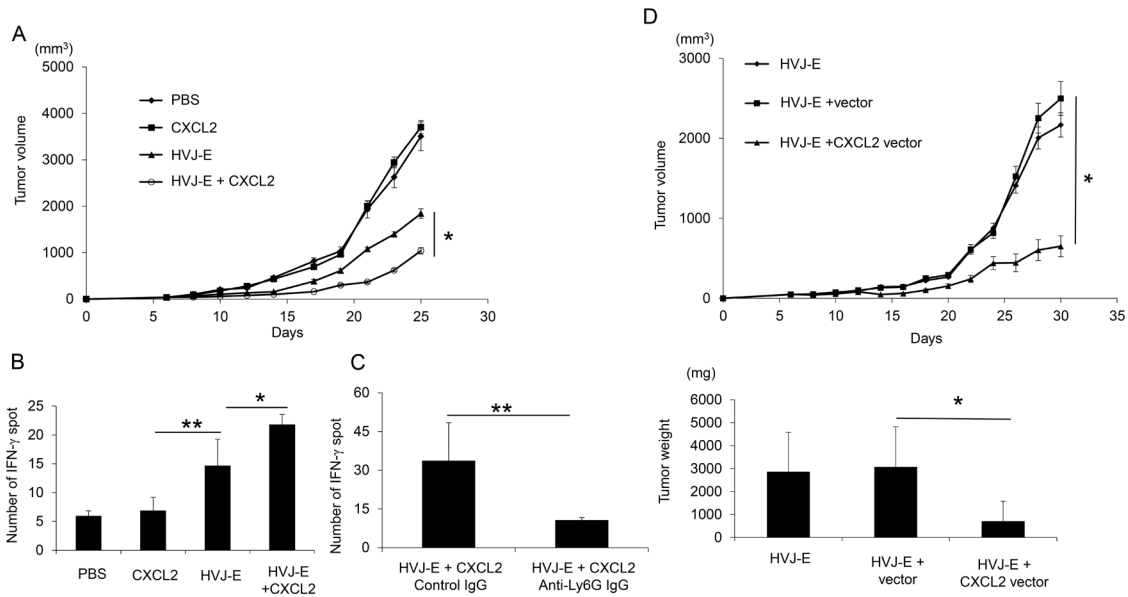 A
(mm³)
5000
4000
3000
2000
1000
0
Tumor volume
PBS
CXCL2
HVJ-E
HVJ-E + CXCL2
*
0 5 10 15 20 25 30
Days
B
25
20
15
10
5
0
Number of IFN-γ spot
**
*
PBS
CXCL2
HVJ-E
HVJ-E
+CXCL2
C
60
45
30
15
0
Number of IFN-γ spot
**
HVJ-E + CXCL2
Control IgG
HVJ-E + CXCL2
Anti-Ly6G IgG
D
(mm³)
3000
2000
1000
0
Tumor volume
HVJ-E
HVJ-E +vector
HVJ-E +CXCL2 vector
*
0 5 10 15 20 25 30 35
Days
(mg)
6000
5000
4000
3000
2000
1000
0
Tumor weight
*
HVJ-E
HVJ-E +
vector
HVJ-E +
CXCL2 vector